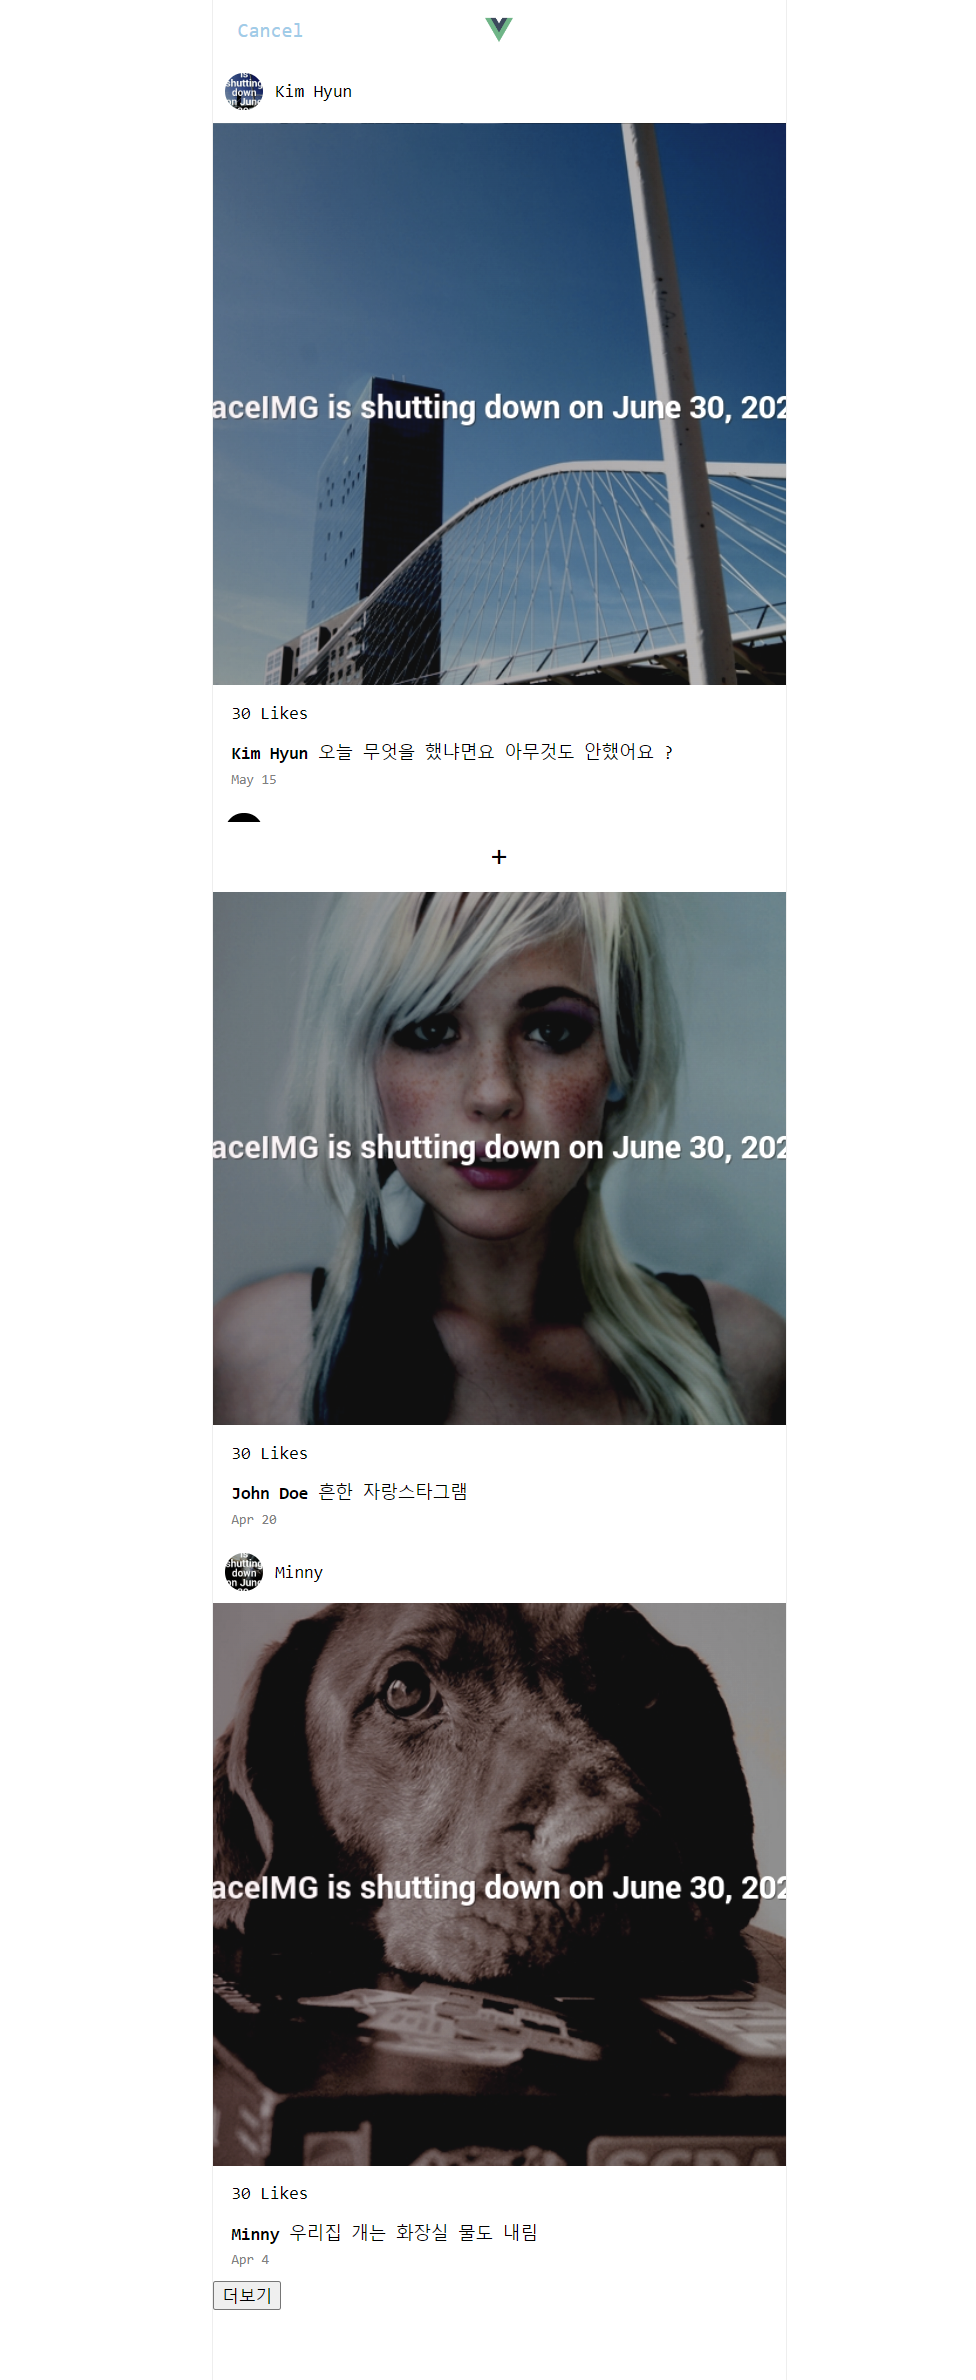 Cancel
is
shutting
down
on June
Kim Hyun
aceIMG is shutting down on June 30, 202
30 Likes
Kim Hyun 오늘 무엇을 했냐면요 아무것도 안했어요 ?
May 15
+
aceIMG is shutting down on June 30, 202
30 Likes
John Doe 흔한 자랑스타그램
Apr 20
is
shutting
down
on June
Minny
aceIMG is shutting down on June 30, 202
30 Likes
Minny 우리집 개는 화장실 물도 내림
Apr 4
더보기